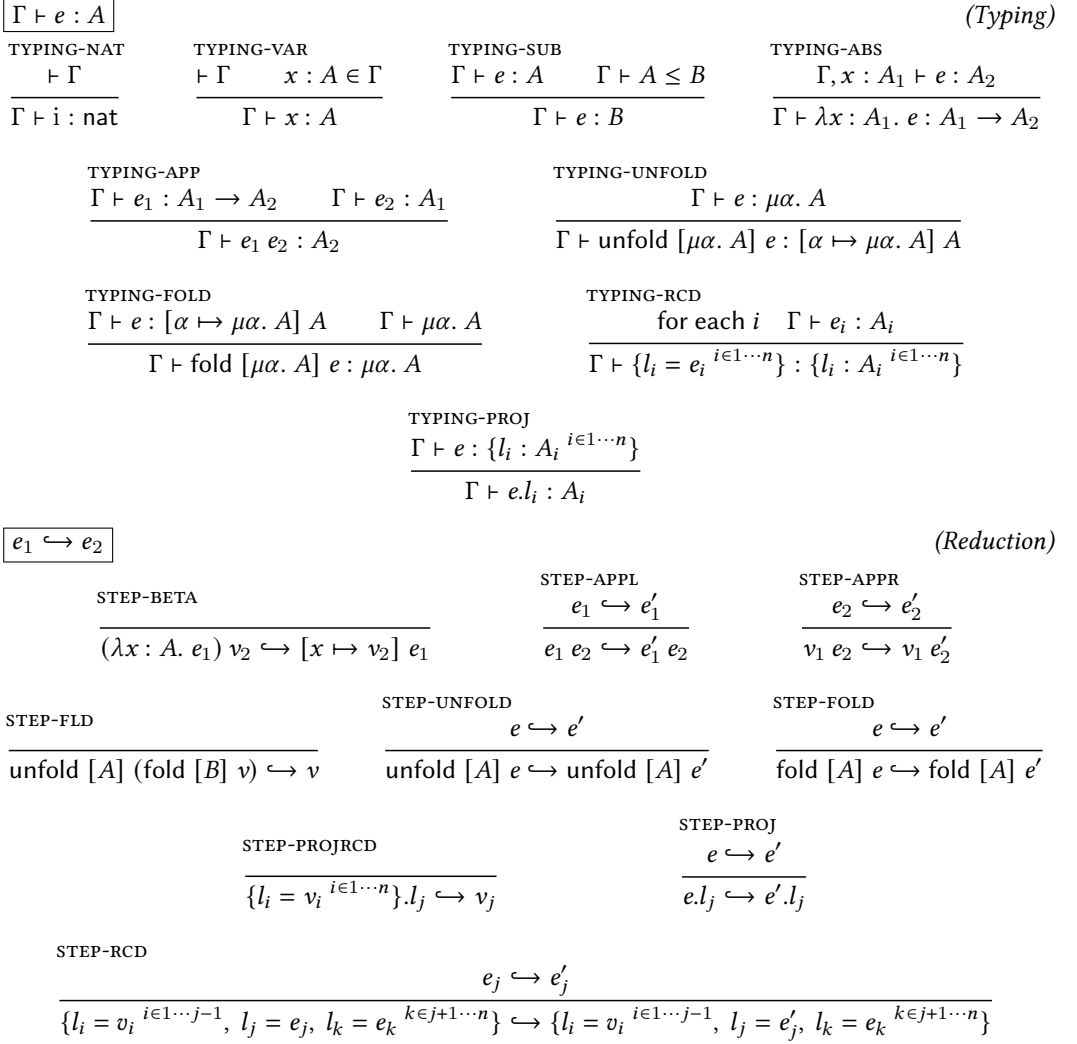 Γ ⊢ e : A (Typing)
TYPING-NAT TYPING-VAR TYPING-SUB TYPING-ABS
⊢ Γ ⊢ Γ x : A ∈ Γ Γ ⊢ e : A Γ ⊢ A ≤ B Γ, x : A₁ ⊢ e : A₂
Γ ⊢ i : nat Γ ⊢ x : A Γ ⊢ e : B Γ ⊢ λx : A₁. e : A₁ → A₂
TYPING-APP TYPING-UNFOLD
Γ ⊢ e₁ : A₁ → A₂ Γ ⊢ e₂ : A₁ Γ ⊢ e : μα. A
Γ ⊢ e₁ e₂ : A₂ Γ ⊢ unfold [μα. A] e : [α ↦ μα. A] A
TYPING-FOLD TYPING-RCD
Γ ⊢ e : [α ↦ μα. A] A Γ ⊢ μα. A for each i Γ ⊢ eᵢ : Aᵢ
Γ ⊢ fold [μα. A] e : μα. A Γ ⊢ {lᵢ = eᵢ ^{i∈1···n}} : {lᵢ : Aᵢ ^{i∈1···n}}
TYPING-PROJ
Γ ⊢ e : {lᵢ : Aᵢ ^{i∈1···n}}
Γ ⊢ e.lᵢ : Aᵢ
e₁ ↪ e₂ (Reduction)
STEP-BETA STEP-APPL STEP-APPR
e₁ ↪ e₁′ e₂ ↪ e₂′
(λx : A. e₁) v₂ ↪ [x ↦ v₂] e₁ e₁ e₂ ↪ e₁′ e₂ v₁ e₂ ↪ v₁ e₂′
STEP-FLD STEP-UNFOLD STEP-FOLD
e ↪ e′ e ↪ e′
unfold [A] (fold [B] v) ↪ v unfold [A] e ↪ unfold [A] e′ fold [A] e ↪ fold [A] e′
STEP-PROJRCD STEP-PROJ
e ↪ e′
{lᵢ = vᵢ ^{i∈1···n}}.lⱼ ↪ vⱼ e.lⱼ ↪ e′.lⱼ
STEP-RCD
eⱼ ↪ eⱼ′
{lᵢ = vᵢ ^{i∈1···j−1}, lⱼ = eⱼ, lₖ = eₖ ^{k∈j+1···n}} ↪ {lᵢ = vᵢ ^{i∈1···j−1}, lⱼ = eⱼ′, lₖ = eₖ ^{k∈j+1···n}}